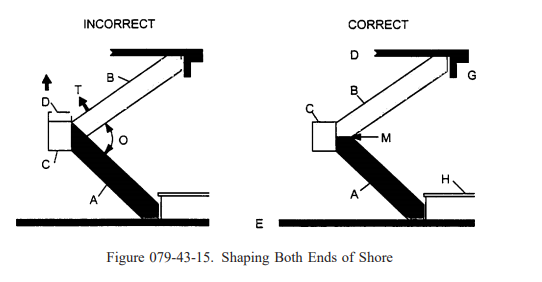 INCORRECT
CORRECT
D
B
G
T
B
D
C
O
M
C
H
A
A
E
Figure 079-43-15. Shaping Both Ends of Shore